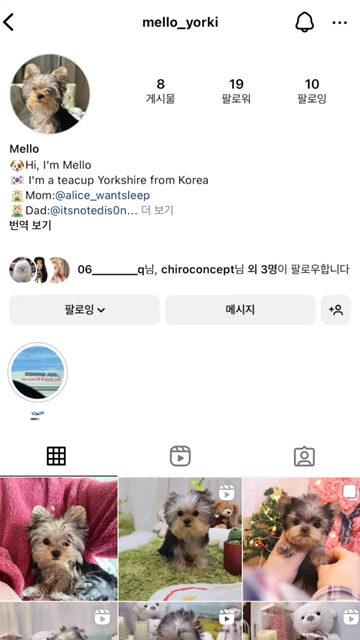 mello_yorki
8 19 10
게시물 팔로워 팔로잉
Mello
🐶Hi, I'm Mello
🇰🇷 I'm a teacup Yorkshire from Korea
Mom:@alice_wantsleep
Dad:@itsnotedis0n... 더 보기
번역 보기
06________q님, chiroconcept님 외 3명이 팔로우합니다
팔로잉 메시지